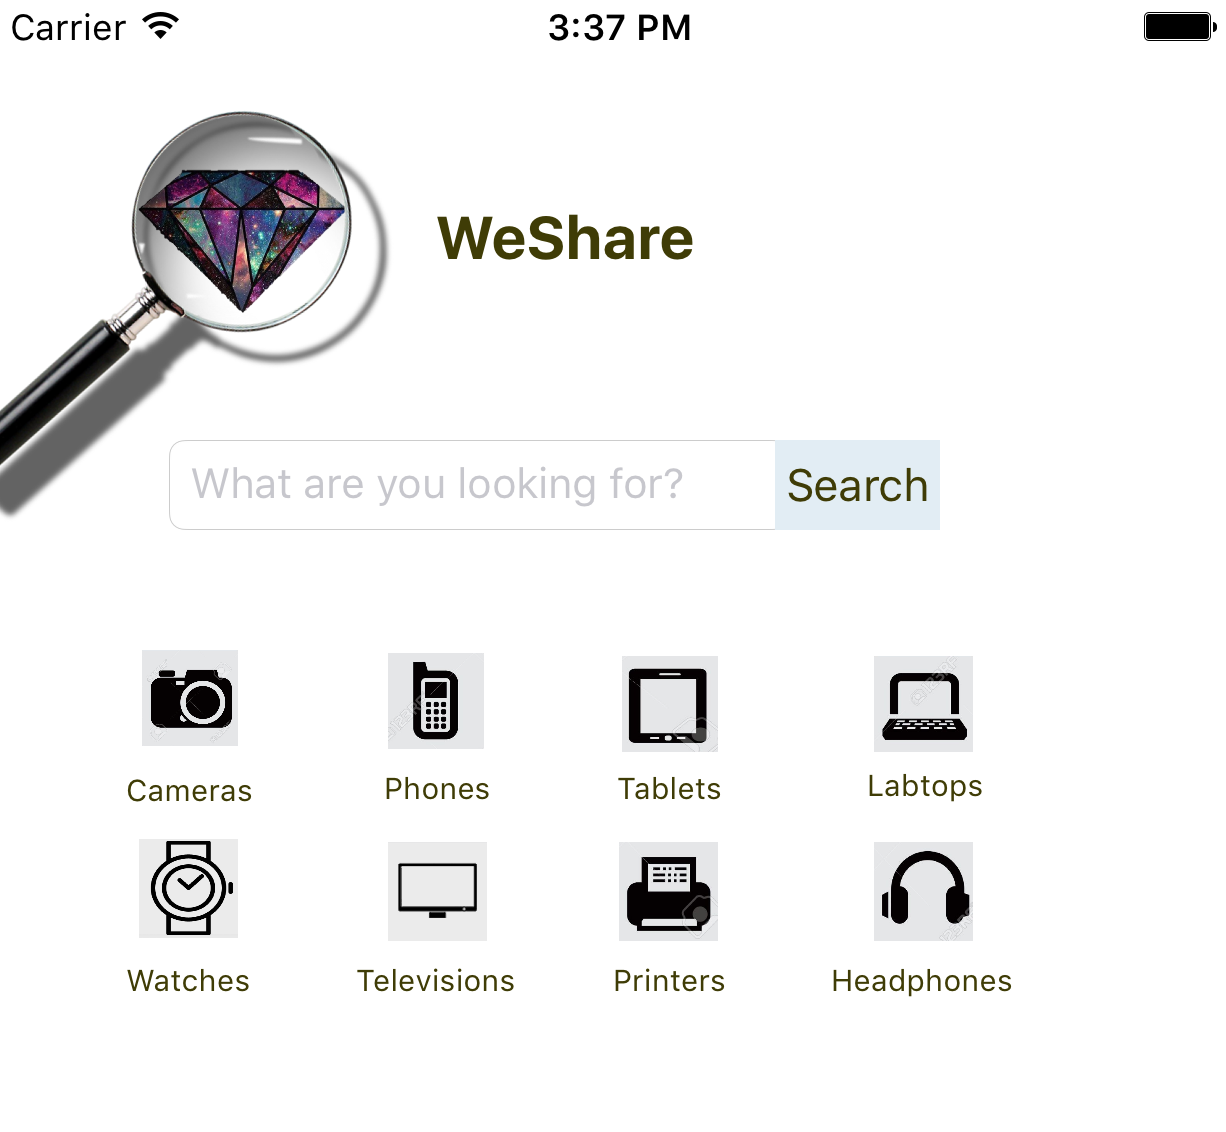 Carrier 3:37 PM
WeShare
What are you looking for? Search
Cameras Phones Tablets Labtops
Watches Televisions Printers Headphones